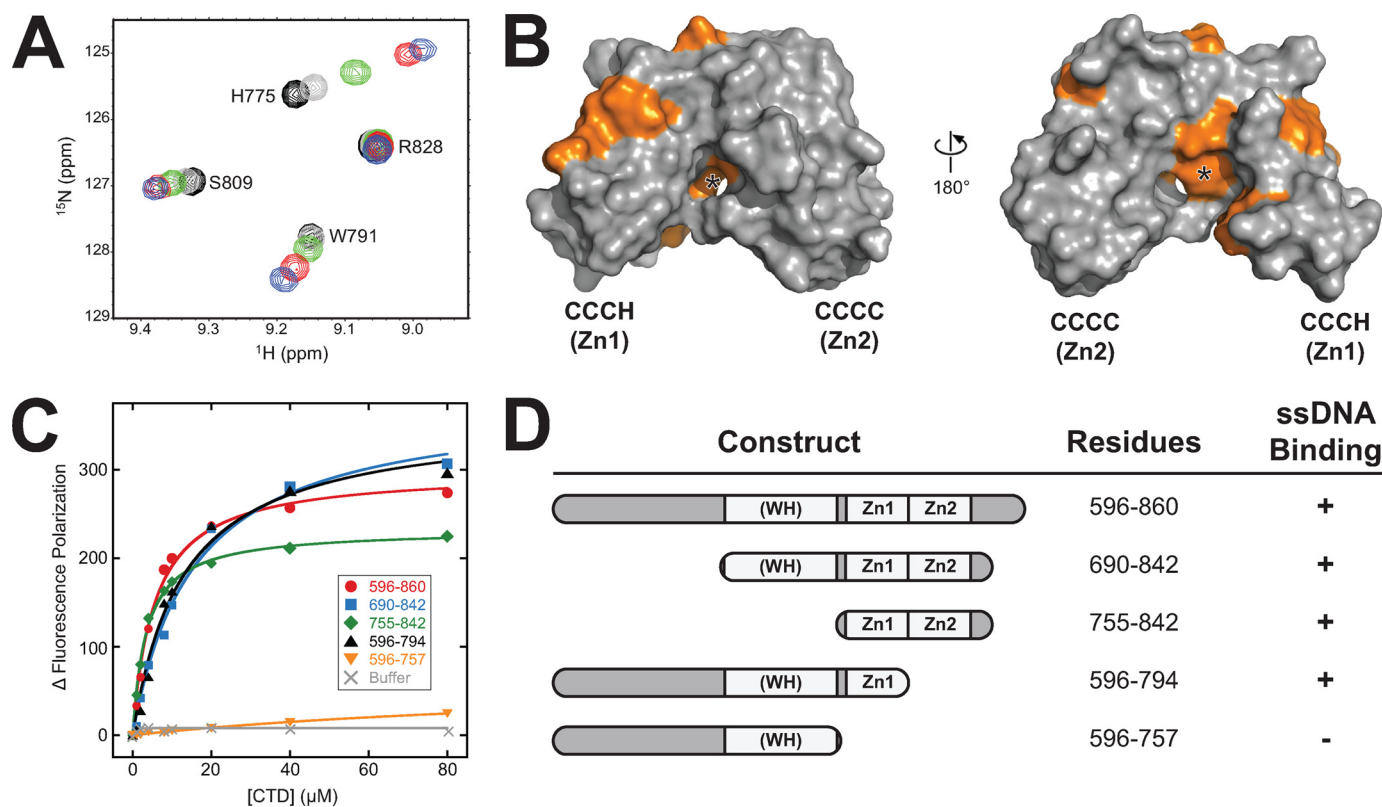 A
125
126
127
128
129
15N (ppm)
H775
R828
S809
W791
9.4 9.3 9.2 9.1 9.0
1H (ppm)
B
*
*
180°
CCCH
(Zn1)
CCCC
(Zn2)
CCCC
(Zn2)
CCCH
(Zn1)
C
300
200
100
0
Δ Fluorescence Polarization
596-860
690-842
755-842
596-794
596-757
Buffer
0 20 40 60 80
[CTD] (µM)
D
Construct Residues ssDNA Binding
(WH) Zn1 Zn2 596-860 +
(WH) Zn1 Zn2 690-842 +
Zn1 Zn2 755-842 +
(WH) Zn1 596-794 +
(WH) 596-757 -